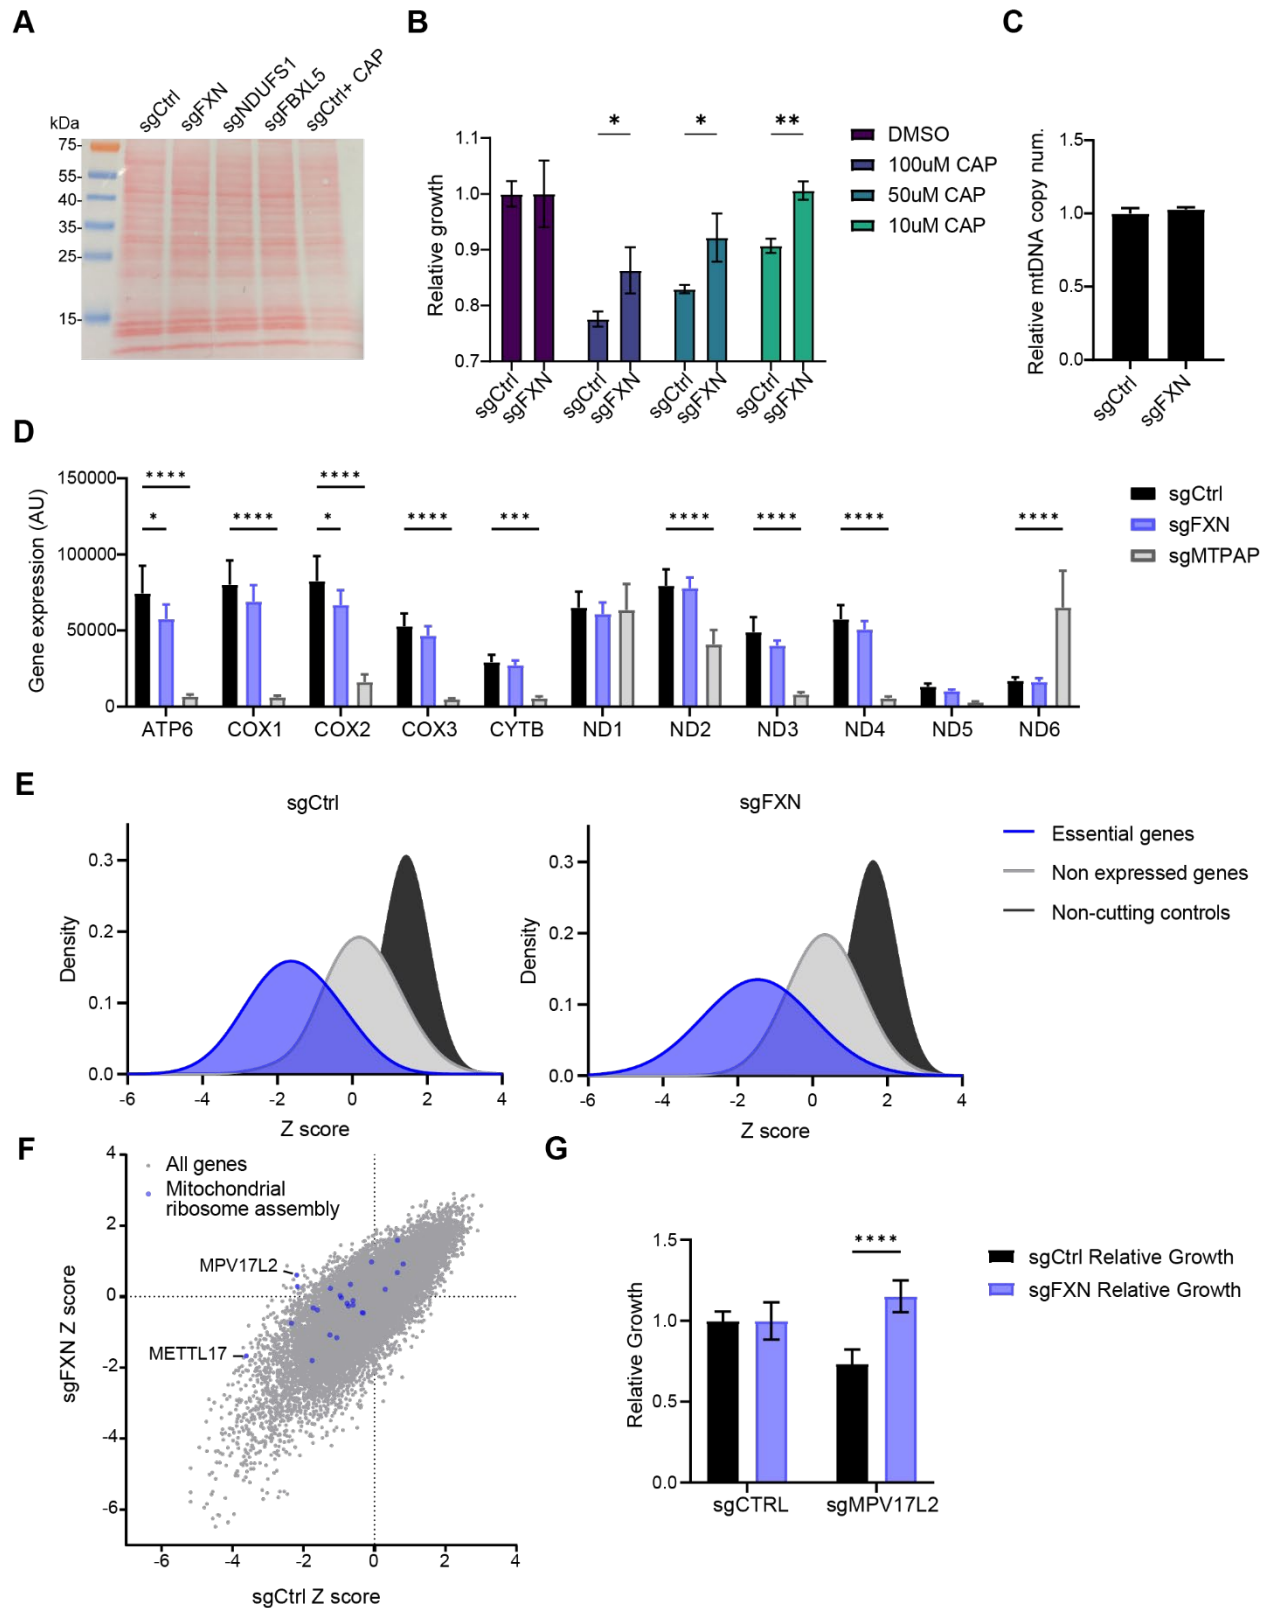 A
B
C
sgCtrl
sgFXN
sgNDUFS1
sgFBXL5
sgCtrl+ CAP
kDa
75-
55-
40-
35-
25-
15-
Relative growth
1.1
1.0
0.9
0.8
0.7
* * **
sgCtrl
sgFXN
sgCtrl
sgFXN
sgCtrl
sgFXN
sgCtrl
sgFXN
DMSO
100uM CAP
50uM CAP
10uM CAP
Relative mtDNA copy num.
1.5
1.0
0.5
0.0
sgCtrl
sgFXN
D
Gene expression (AU)
150000
100000
50000
0
**** ****
* **** * **** *** **** **** **** ****
ATP6 COX1 COX2 COX3 CYTB ND1 ND2 ND3 ND4 ND5 ND6
sgCtrl
sgFXN
sgMTPAP
E
sgCtrl
Density
0.3
0.2
0.1
0.0
-6 -4 -2 0 2 4
Z score
sgFXN
Density
0.3
0.2
0.1
0.0
-6 -4 -2 0 2 4
Z score
Essential genes
Non expressed genes
Non-cutting controls
F
sgFXN Z score
4
2
0
-2
-4
-6
All genes
Mitochondrial
ribosome assembly
MPV17L2
METTL17
-6 -4 -2 0 2 4
sgCtrl Z score
G
Relative Growth
1.5
1.0
0.5
0.0
****
sgCTRL sgMPV17L2
sgCtrl Relative Growth
sgFXN Relative Growth